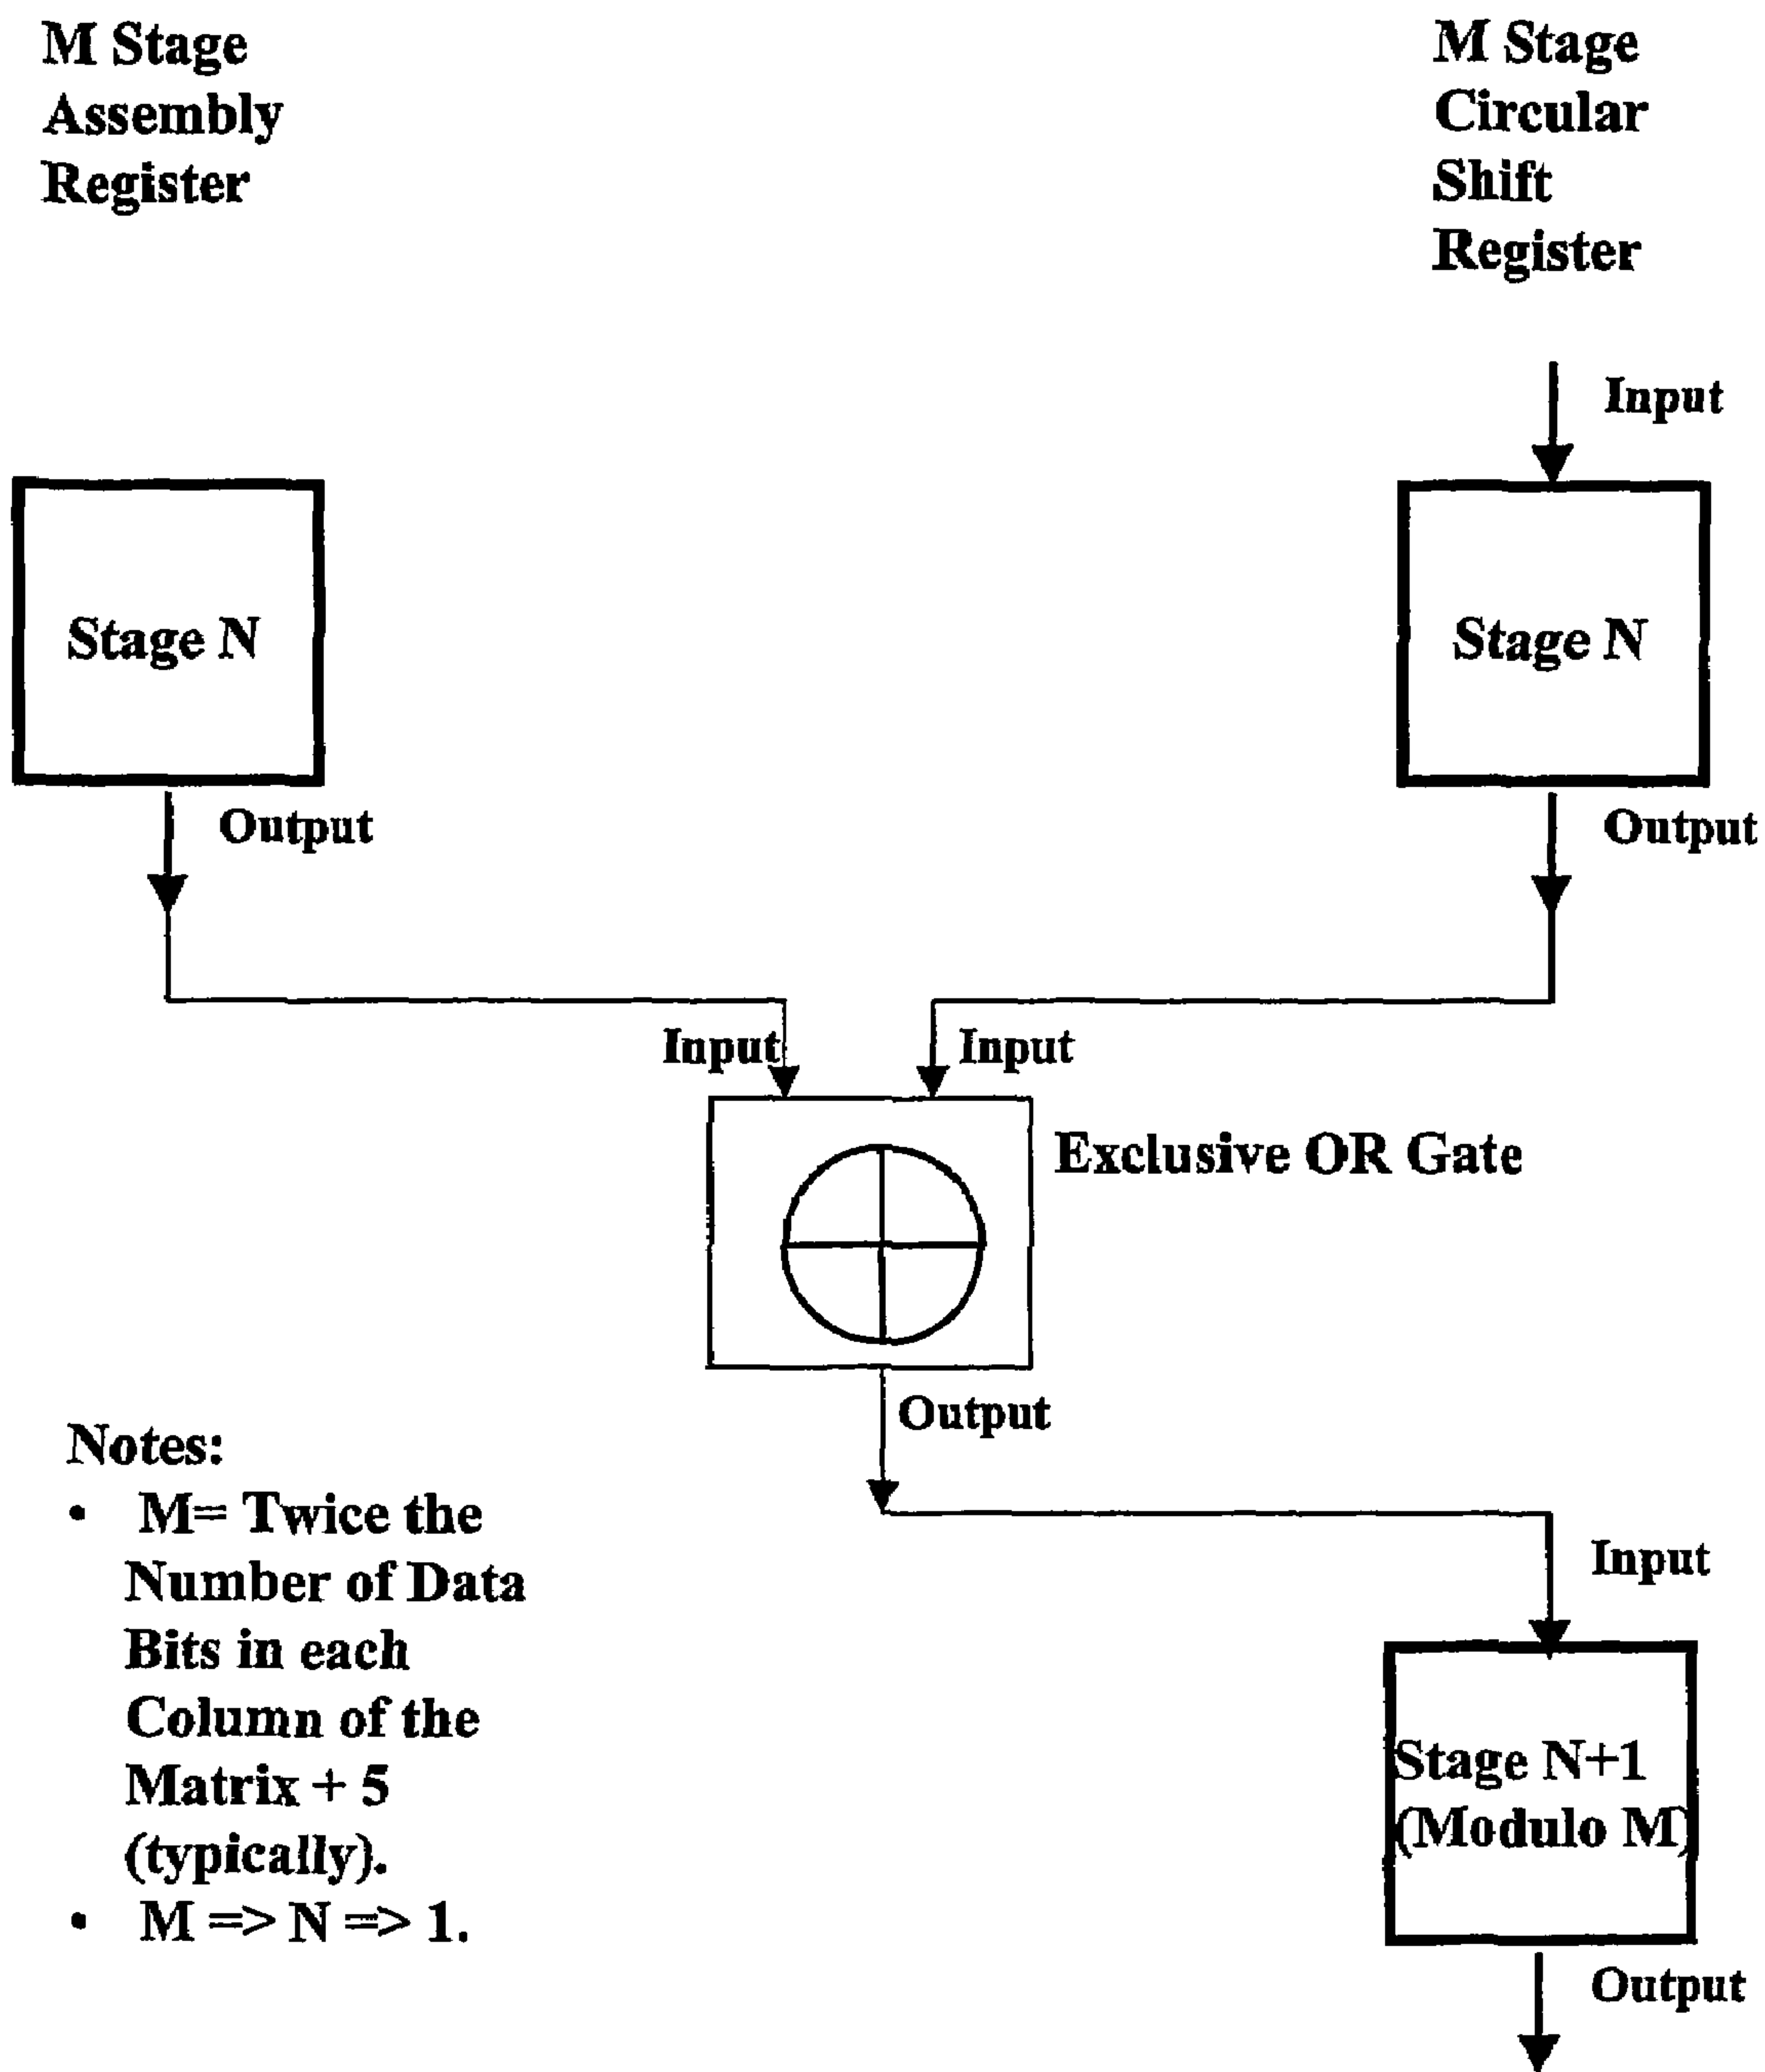 M Stage
Assembly
Register
M Stage
Circular
Shift
Register
Input
Stage N
Stage N
Output
Output
Input
Input
Exclusive OR Gate
Output
Notes:
• M= Twice the
Number of Data
Bits in each
Column of the
Matrix + 5
(typically).
• M => N => 1.
Input
Stage N+1
(Modulo M)
Output